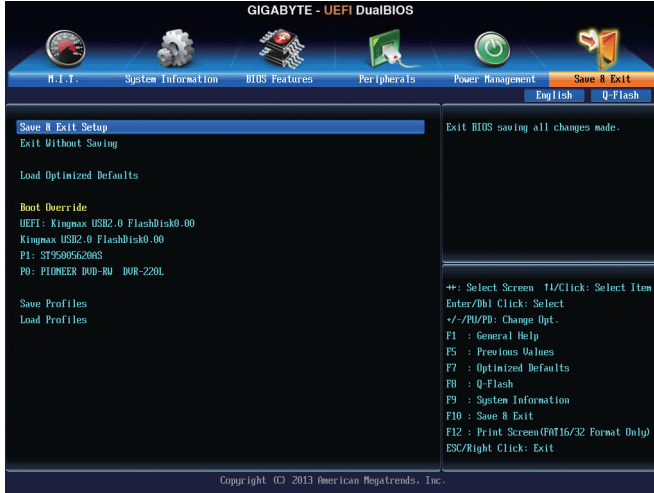 GIGABYTE - UEFI DualBIOS
M.I.T.
System Information
BIOS Features
Peripherals
Power Management
Save & Exit
English
Q-Flash
Save & Exit Setup
Exit Without Saving
Load Optimized Defaults
Boot Override
UEFI: Kingmax USB2.0 FlashDisk0.00
Kingmax USB2.0 FlashDisk0.00
P1: ST95005620AS
P0: PIONEER DVD-RW DVR-220L
Save Profiles
Load Profiles
Exit BIOS saving all changes made.
→←: Select Screen ↑↓/Click: Select Item
Enter/Dbl Click: Select
+/-/PU/PD: Change Opt.
F1 : General Help
F5 : Previous Values
F7 : Optimized Defaults
F8 : Q-Flash
F9 : System Information
F10 : Save & Exit
F12 : Print Screen(FAT16/32 Format Only)
ESC/Right Click: Exit
Copyright (C) 2013 American Megatrends, Inc.